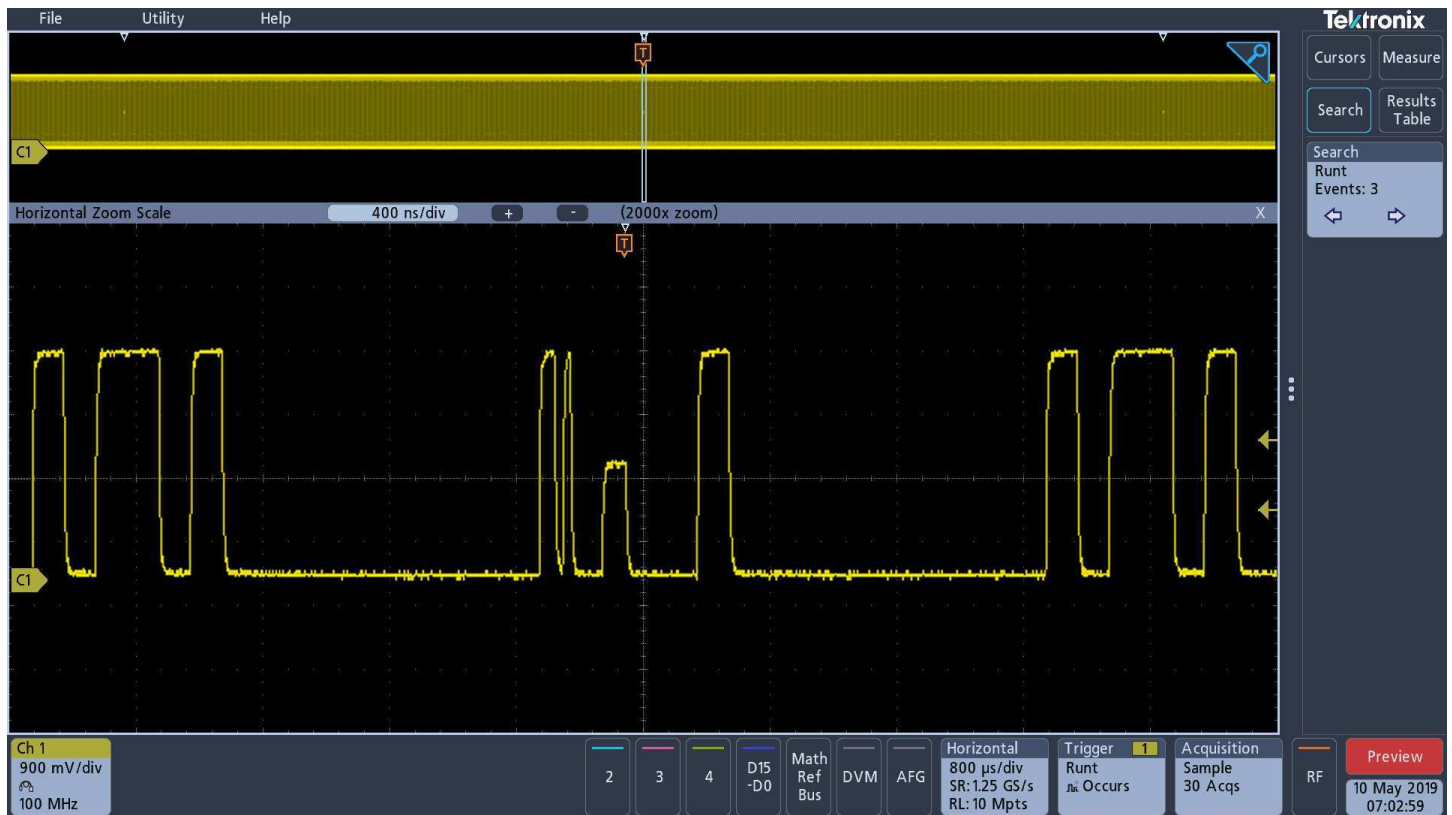 File Utility Help
Tektronix
T
C1
Cursors Measure
Search Results Table
Search
Runt
Events: 3
Horizontal Zoom Scale 400 ns/div + - (2000x zoom) X
T
C1
Ch 1
900 mV/div
100 MHz
2
3
4
D15
-D0
Math
Ref
Bus
DVM
AFG
Horizontal
800 µs/div
SR: 1.25 GS/s
RL: 10 Mpts
Trigger 1
Runt
Occurs
Acquisition
Sample
30 Acqs
RF
Preview
10 May 2019
07:02:59